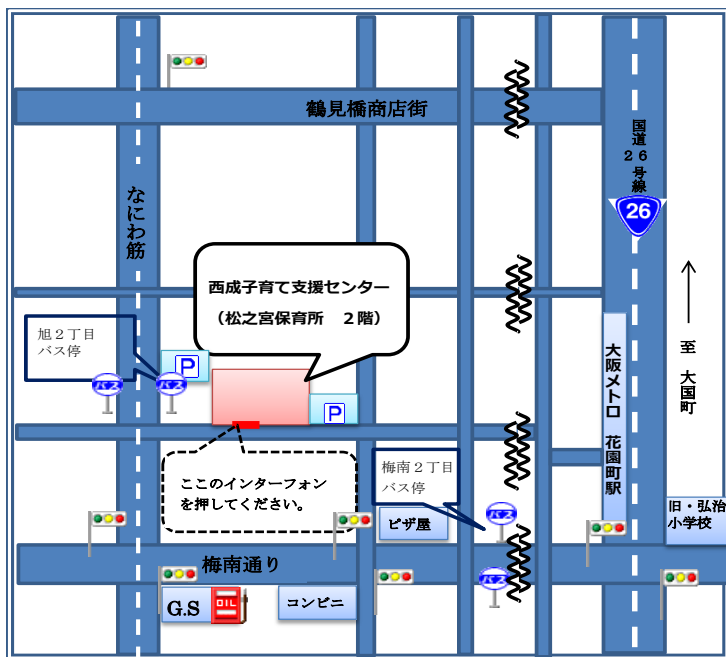 鶴見橋商店街
国道
26
号線
26
なにわ筋
西成子育て支援センター
（松之宮保育所　２階）
旭２丁目
バス停
P
バス
バス
P
至　大国町
大阪メトロ　花園町駅
ここのインターフォン
を押してください。
梅南２丁目
バス停
バス
ピザ屋
旧・弘治
小学校
梅南通り
バス
G.S
OIL
コンビニ